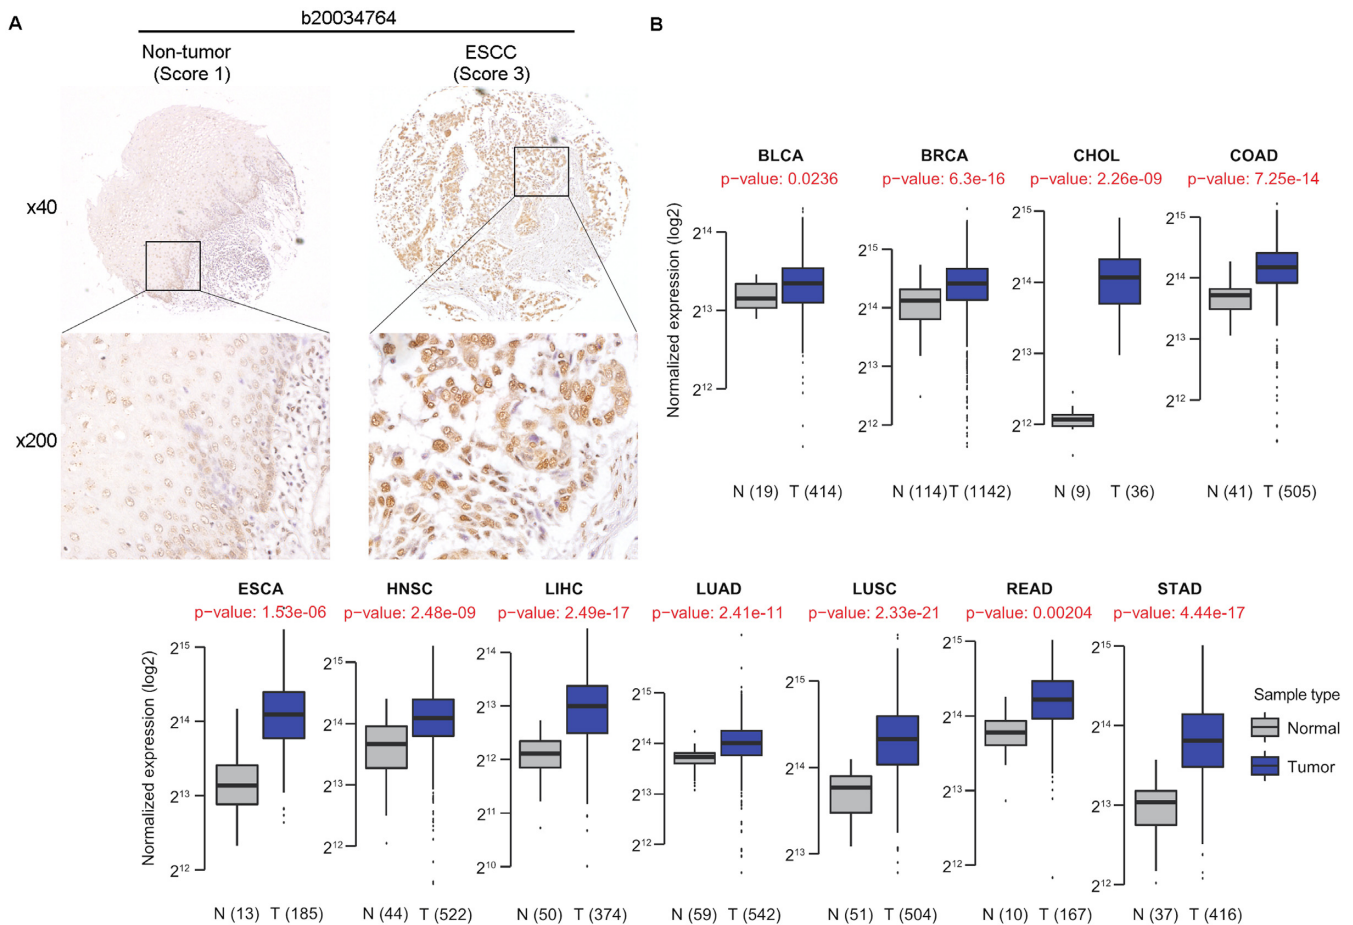 A
b20034764
Non-tumor
(Score 1)
ESCC
(Score 3)
x40
x200
B
BLCA
p-value: 0.0236
BRCA
p-value: 6.3e-16
CHOL
p-value: 2.26e-09
COAD
p-value: 7.25e-14
Normalized expression (log2)
2^14
2^13
2^12
N (19) T (414)
2^15
2^14
2^13
2^12
N (114) T (1142)
2^15
2^14
2^13
2^12
N (9) T (36)
2^15
2^14
2^13
2^12
N (41) T (505)
ESCA
p-value: 1.53e-06
HNSC
p-value: 2.48e-09
LIHC
p-value: 2.49e-17
LUAD
p-value: 2.41e-11
LUSC
p-value: 2.33e-21
READ
p-value: 0.00204
STAD
p-value: 4.44e-17
Normalized expression (log2)
2^15
2^14
2^13
2^12
N (13) T (185)
2^15
2^14
2^13
2^12
N (44) T (522)
2^14
2^13
2^12
2^11
2^10
N (50) T (374)
2^15
2^14
2^13
2^12
N (59) T (542)
2^15
2^14
2^13
N (51) T (504)
2^15
2^14
2^13
2^12
N (10) T (167)
2^15
2^14
2^13
2^12
N (37) T (416)
Sample type
Normal
Tumor